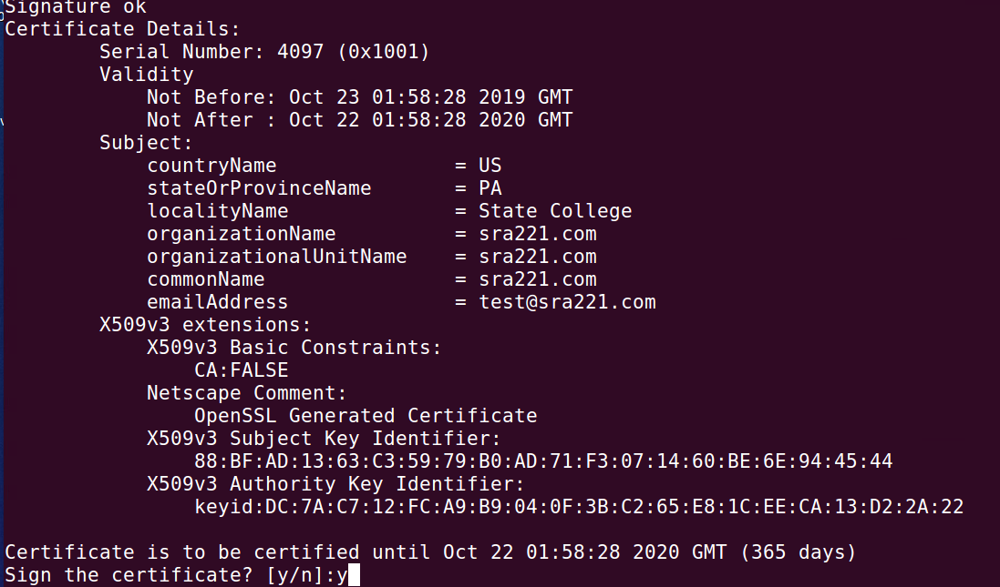 Signature ok
Certificate Details:
        Serial Number: 4097 (0x1001)
        Validity
            Not Before: Oct 23 01:58:28 2019 GMT
            Not After : Oct 22 01:58:28 2020 GMT
        Subject:
            countryName               = US
            stateOrProvinceName       = PA
            localityName              = State College
            organizationName          = sra221.com
            organizationalUnitName    = sra221.com
            commonName                = sra221.com
            emailAddress              = test@sra221.com
        X509v3 extensions:
            X509v3 Basic Constraints:
                CA:FALSE
            Netscape Comment:
                OpenSSL Generated Certificate
            X509v3 Subject Key Identifier:
                88:BF:AD:13:63:C3:59:79:B0:AD:71:F3:07:14:60:BE:6E:94:45:44
            X509v3 Authority Key Identifier:
                keyid:DC:7A:C7:12:FC:A9:B9:04:0F:3B:C2:65:E8:1C:EE:CA:13:D2:2A:22

Certificate is to be certified until Oct 22 01:58:28 2020 GMT (365 days)
Sign the certificate? [y/n]:y